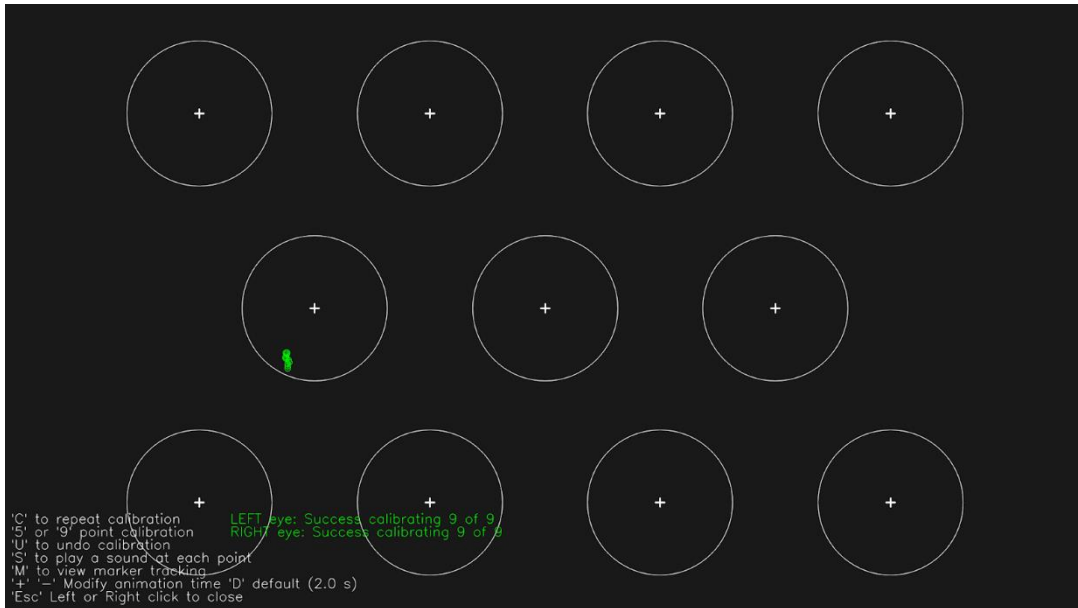 'C' to repeat calibration
LEFT eye: Success calibrating 9 of 9
'5' or '9' point calibration
RIGHT eye: Success calibrating 9 of 9
'U' to undo calibration
'S' to play a sound at each point
'M' to view marker tracking
'+' '-' Modify animation time 'D' default (2.0 s)
'Esc' Left or Right click to close